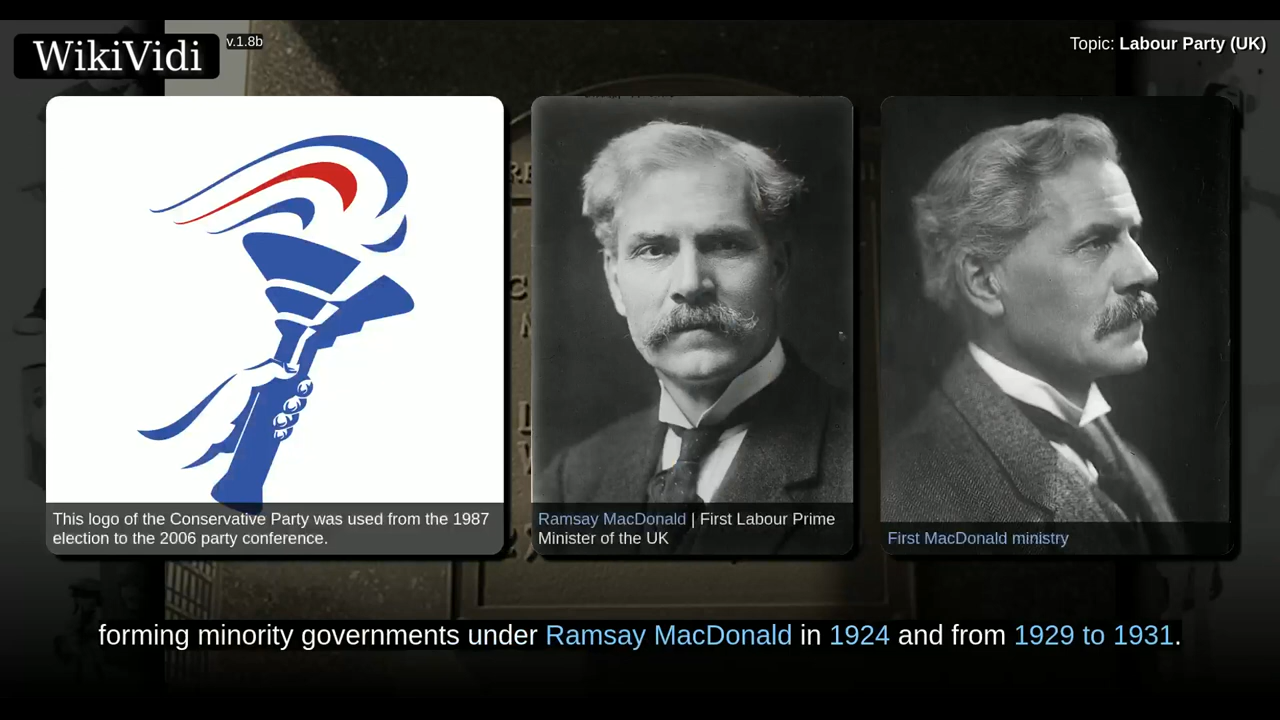 WikiVidi
v.1.8b
Topic: Labour Party (UK)
This logo of the Conservative Party was used from the 1987
election to the 2006 party conference.
Ramsay MacDonald | First Labour Prime
Minister of the UK
First MacDonald ministry
forming minority governments under Ramsay MacDonald in 1924 and from 1929 to 1931.